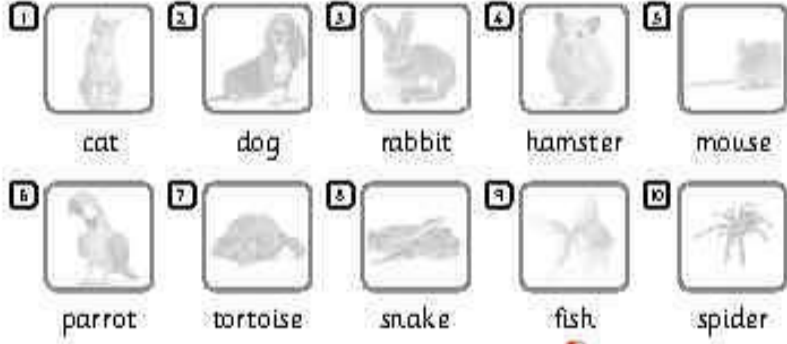 1 2 3 4 5
cat dog rabbit hamster mouse
6 7 8 9 10
parrot tortoise snake fish spider